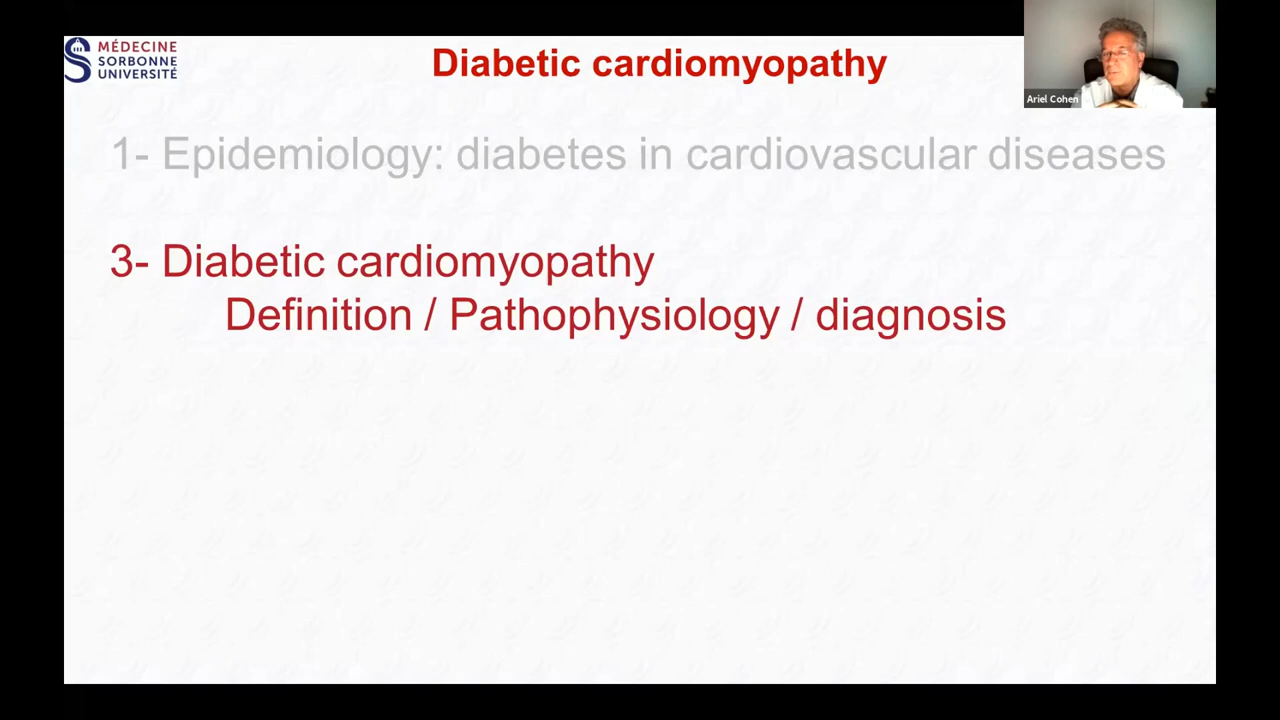 MÉDECINE
SORBONNE
UNIVERSITÉ
Diabetic cardiomyopathy
Ariel Cohen
1- Epidemiology: diabetes in cardiovascular diseases
3- Diabetic cardiomyopathy
Definition / Pathophysiology / diagnosis